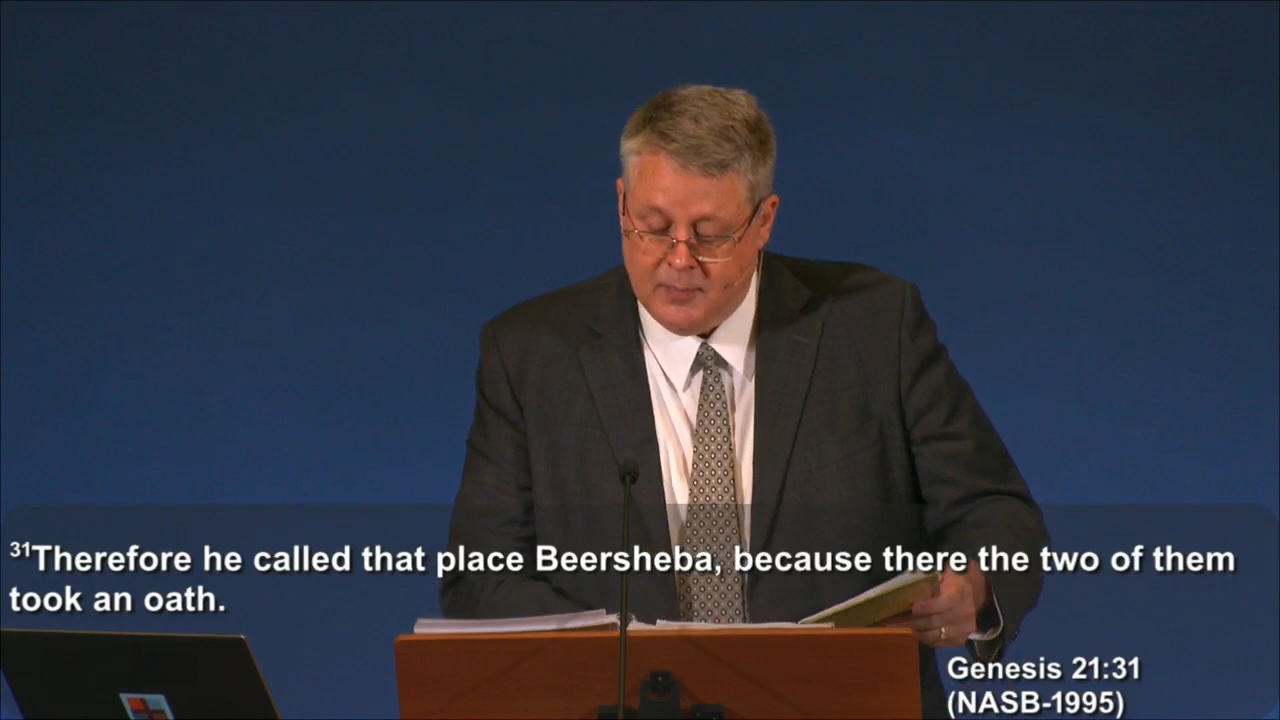 31Therefore he called that place Beersheba, because there the two of them
took an oath.
Genesis 21:31
(NASB-1995)